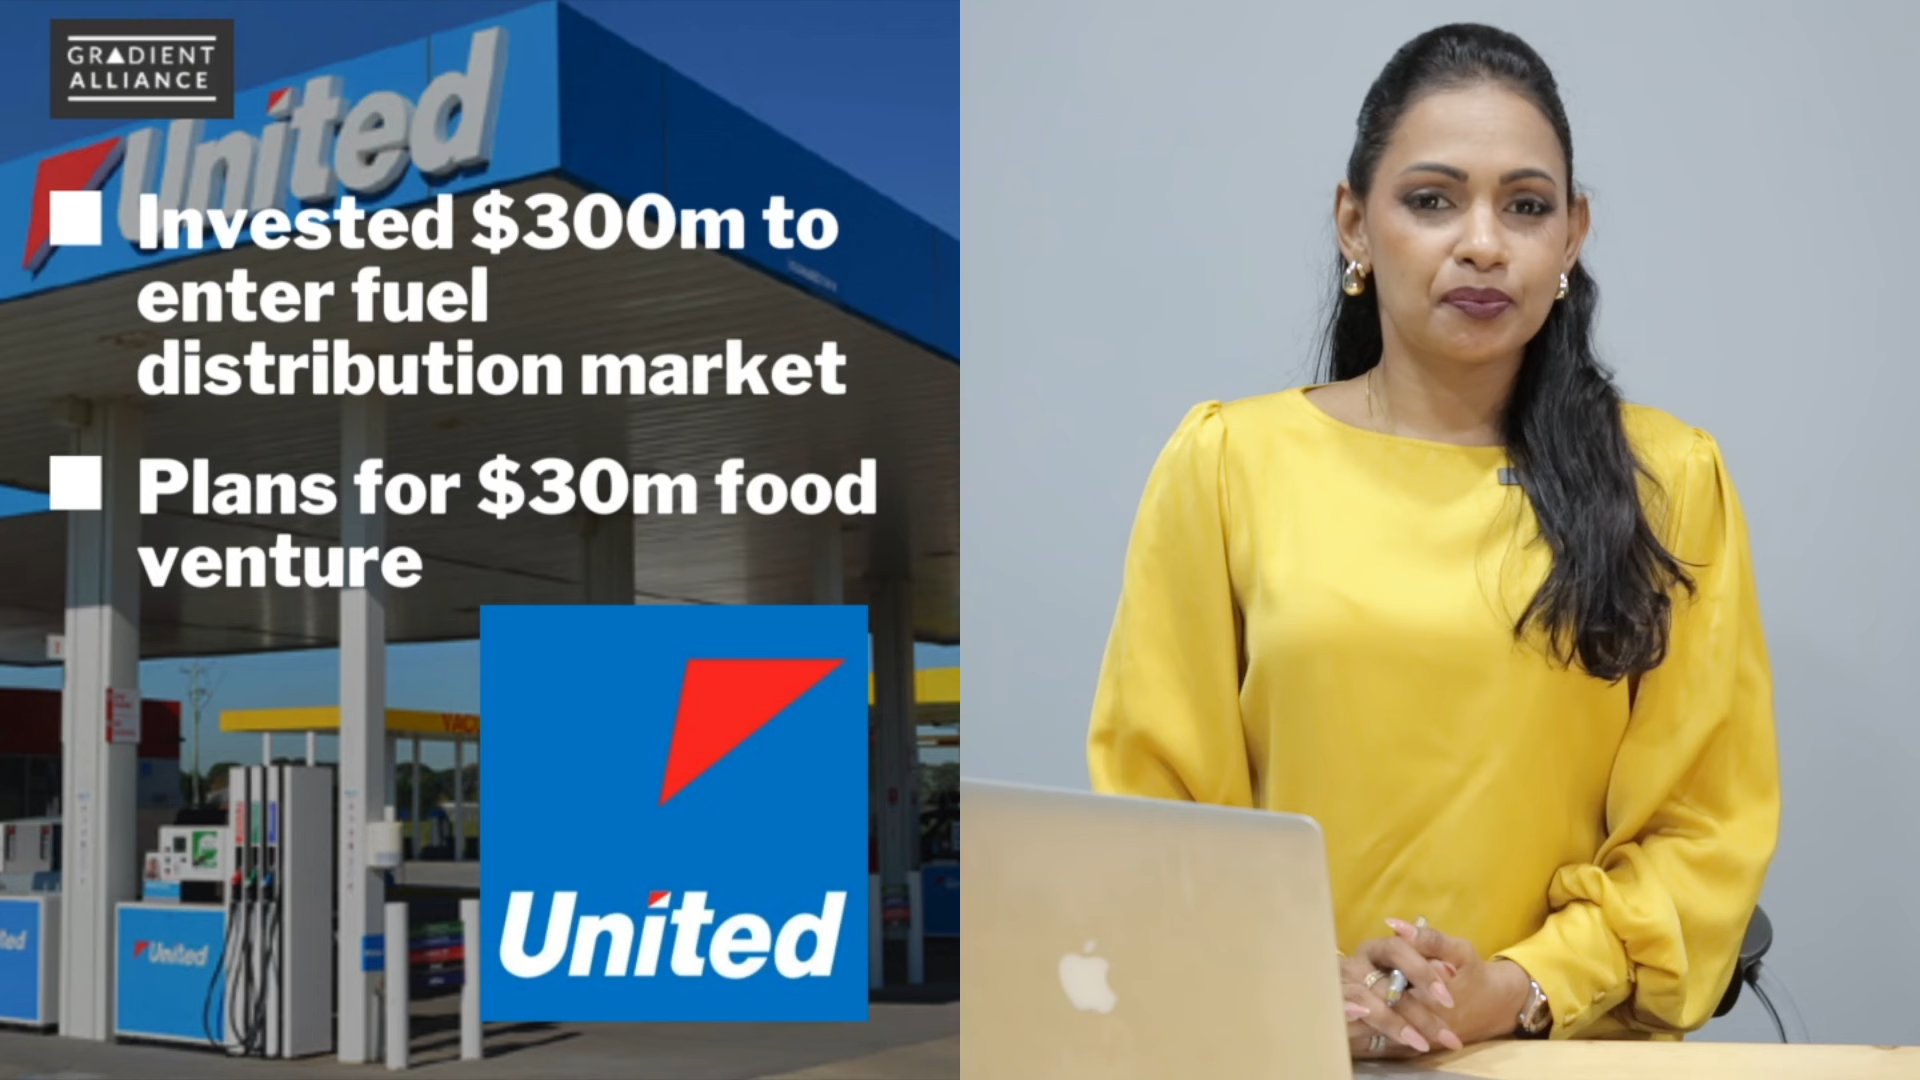 GRADIENT
ALLIANCE
United
Invested $300m to
enter fuel
distribution market
Plans for $30m food
venture
United
United